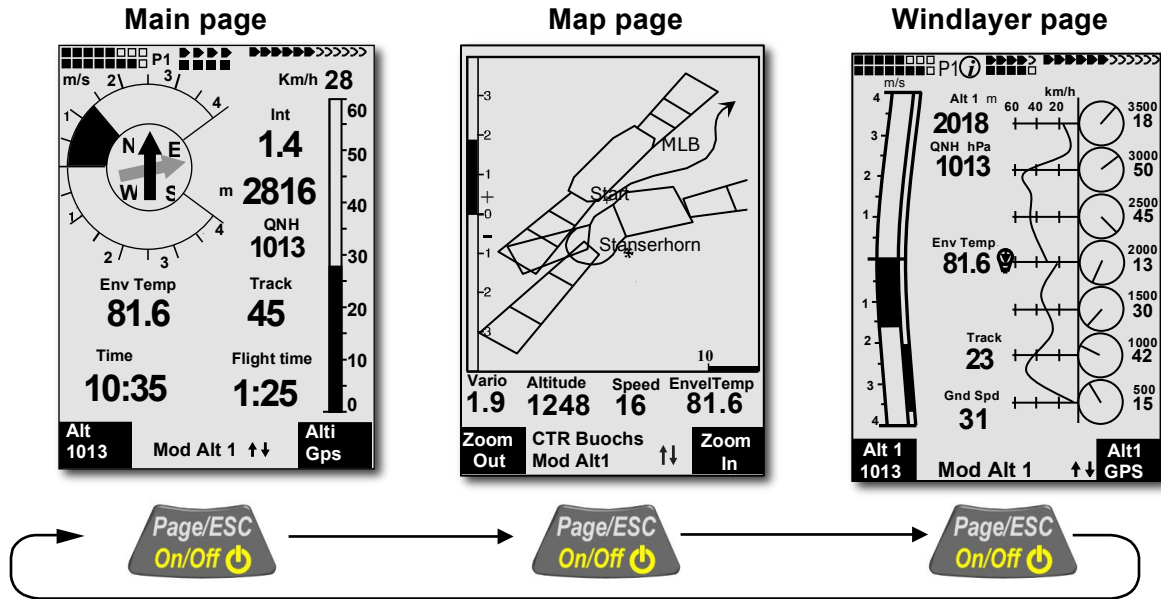 Main page
P1
m/s
2
3
1
4
N
E
W
S
1
2
3
4
Km/h 28
Int
1.4
m 2816
QNH
1013
Env Temp
81.6
Track
45
Time
10:35
Flight time
1:25
60
50
40
30
20
10
0
Alt
1013
Mod Alt 1
Alti
Gps
Map page
-3
-2
-1
+
-0
-
-1
-2
-3
MLB
Start
Stanserhorn
*
10
Vario Altitude Speed EnvelTemp
1.9 1248 16 81.6
Zoom
Out
CTR Buochs
Mod Alt1
Zoom
In
Windlayer page
P1 i
m/s
4
3
2
1
1
2
3
4
Alt 1 m
2018
QNH hPa
1013
Env Temp
81.6
Track
23
Gnd Spd
31
km/h
60 40 20
3500
18
3000
50
2500
45
2000
13
1500
30
1000
42
500
15
Alt 1
1013
Mod Alt 1
Alt1
GPS
Page/ESC
On/Off
Page/ESC
On/Off
Page/ESC
On/Off